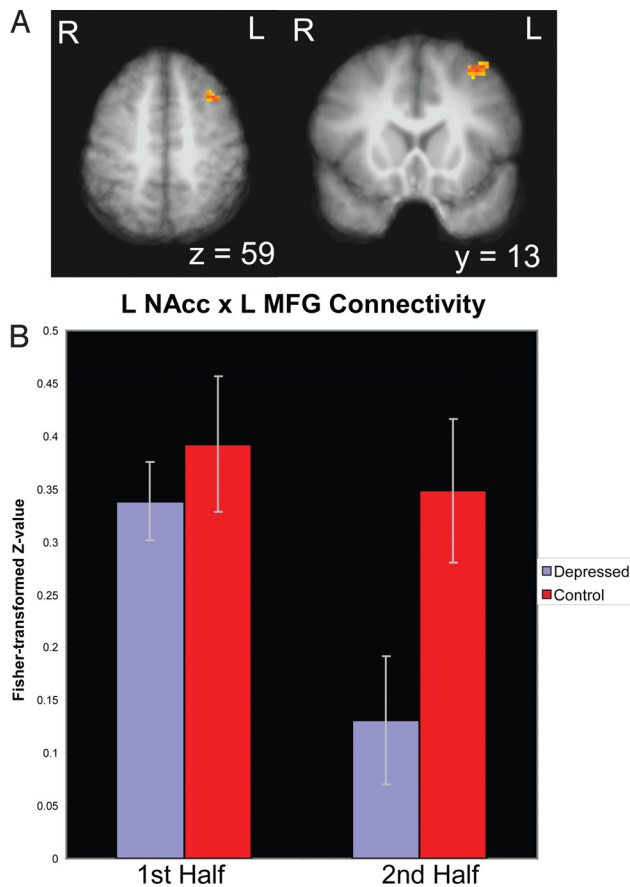 A
R L
R L
z = 59
y = 13
L NAcc x L MFG Connectivity
B
0.5
0.45
0.4
0.35
0.3
0.25
0.2
0.15
0.1
0.05
0
Fisher-transformed Z-value
1st Half
2nd Half
Depressed
Control